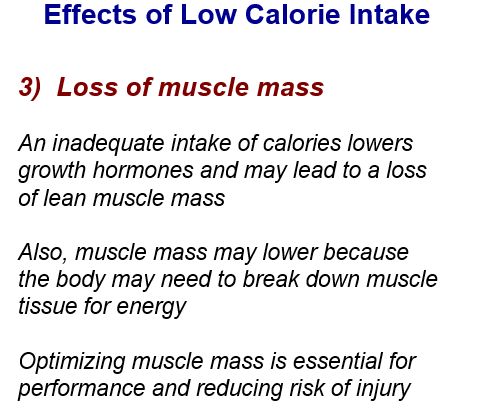 Effects of Low Calorie Intake
3) Loss of muscle mass
An inadequate intake of calories lowers
growth hormones and may lead to a loss
of lean muscle mass
Also, muscle mass may lower because
the body may need to break down muscle
tissue for energy
Optimizing muscle mass is essential for
performance and reducing risk of injury